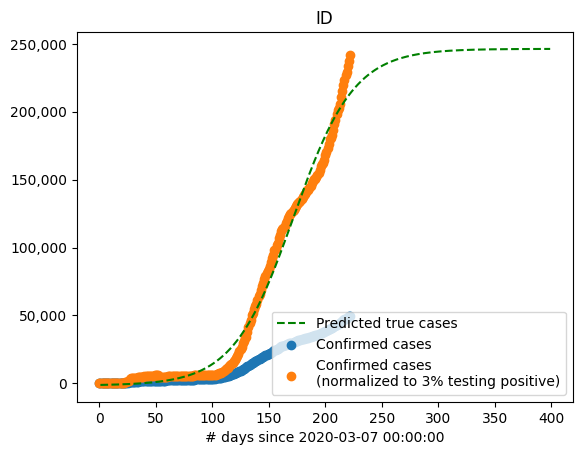 ID
250,000
200,000
150,000
100,000
50,000
0
Predicted true cases
Confirmed cases
Confirmed cases
(normalized to 3% testing positive)
0 50 100 150 200 250 300 350 400
# days since 2020-03-07 00:00:00